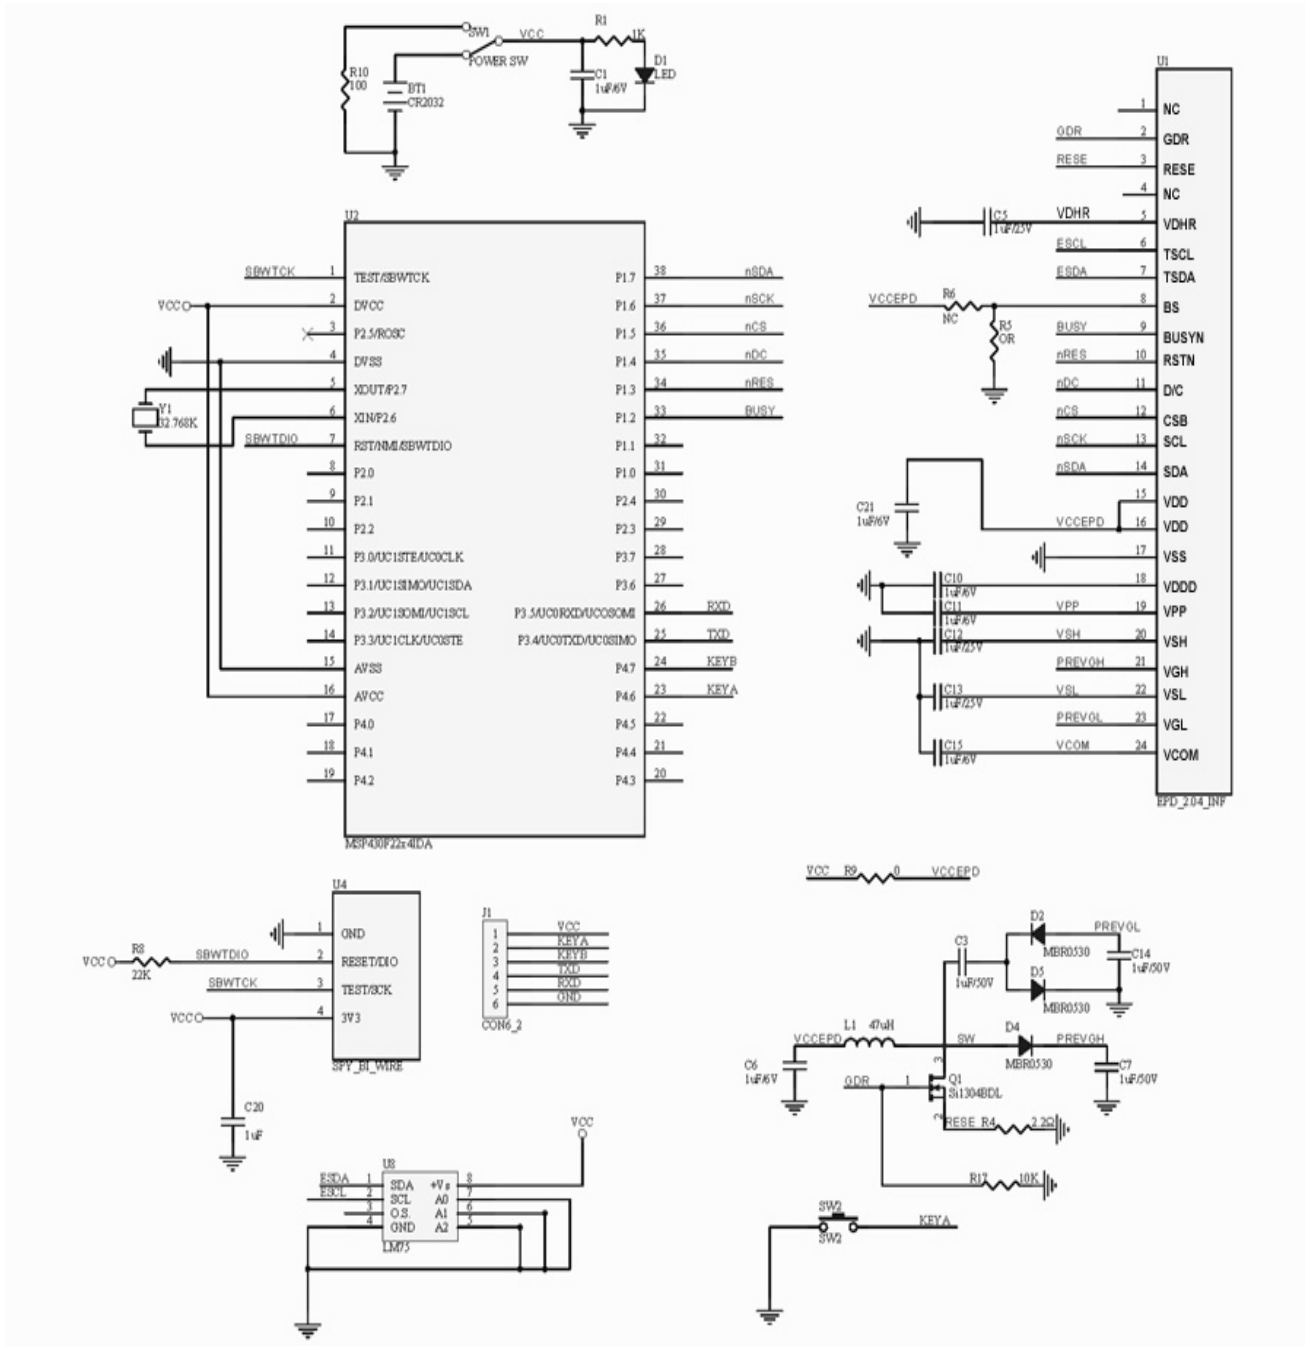 SW1
POWER SW
VCC
R1
1K
D1
LED
C1
1uF/6V
R10
100
BT1
CR2032
U2
SBWTCK 1 TEST/SBWTCK P1.7 38 nSDA
VCC 2 DVCC P1.6 37 nSCK
3 P2.5/ROSC P1.5 36 nCS
4 DVSS P1.4 35 nDC
5 XOUT/P2.7 P1.3 34 nRES
6 XIN/P2.6 P1.2 33 BUSY
Y1
32.768K
SBWTDIO 7 RST/NMI/SBWTDIO P1.1 32
8 P2.0 P1.0 31
9 P2.1 P2.4 30
10 P2.2 P2.3 29
11 P3.0/UC1STE/UC0CLK P3.7 28
12 P3.1/UC1SIMO/UC1SDA P3.6 27
13 P3.2/UC1SOMI/UC1SCL P3.5/UC0RXD/UCOSOMI 26 RXD
14 P3.3/UC1CLK/UC0STE P3.4/UC0TXD/UC0SIMO 25 TXD
15 AVSS P4.7 24 KEYB
16 AVCC P4.6 23 KEYA
17 P4.0 P4.5 22
18 P4.1 P4.4 21
19 P4.2 P4.3 20
MSP430F22x4IDA
U1
1 NC
GDR 2 GDR
RESE 3 RESE
4 NC
C5
1uF/25V
VDHR 5 VDHR
ESCL 6 TSCL
ESDA 7 TSDA
VCCEPD R6 NC 8 BS
R5
OR
BUSY 9 BUSYN
nRES 10 RSTN
nDC 11 D/C
nCS 12 CSB
nSCK 13 SCL
nSDA 14 SDA
15 VDD
C21
1uF/6V
VCCEPD 16 VDD
17 VSS
C10 1uF/6V 18 VDDD
C11 1uF/6V VPP 19 VPP
C12 1uF/25V VSH 20 VSH
PREVGH 21 VGH
C13 1uF/25V VSL 22 VSL
PREVGL 23 VGL
C15 1uF/6V VCOM 24 VCOM
EPD_2.04_INF
U4
1 GND
VCC R8 22K SBWTDIO 2 RESET/DIO
SBWTCK 3 TEST/SCK
VCC 4 3V3
SPY_BI_WIRE
C20
1uF
J1
1 VCC
2 KEYA
3 KEYB
4 TXD
5 RXD
6 GND
CON6_2
VCC R9 0 VCCEPD
D2
MBR0530
PREVGL
C3
1uF/50V
C14
1uF/50V
D5
MBR0530
VCCEPD
L1 47uH
SW
D4
MBR0530
PREVGH
C6
1uF/6V
C7
1uF/50V
3
GDR 1
Q1
Si1304BDL
2
RESE R4 2.2Ω
R17 10K
VCC
U8
ESDA 1 SDA +Vs 8
ESCL 2 SCL A0 7
3 O.S. A1 6
4 GND A2 5
LM75
SW2
SW2
KEYA